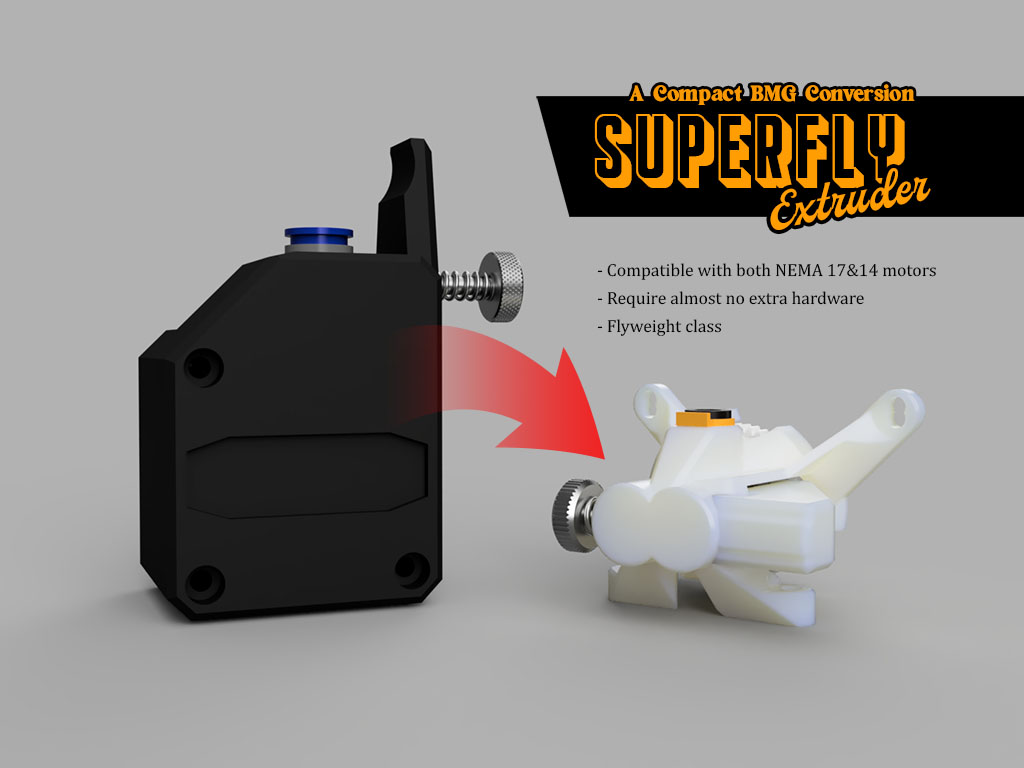 A Compact BMG Conversion
SUPERFLY
Extruder
- Compatible with both NEMA 17&14 motors
- Require almost no extra hardware
- Flyweight class